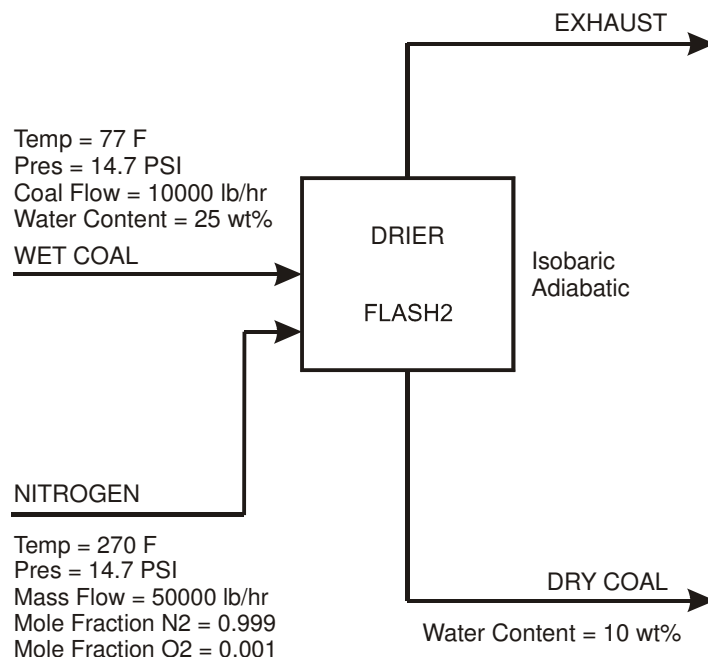 EXHAUST
Temp = 77 F
Pres = 14.7 PSI
Coal Flow = 10000 lb/hr
Water Content = 25 wt%
WET COAL
DRIER
FLASH2
Isobaric
Adiabatic
NITROGEN
Temp = 270 F
Pres = 14.7 PSI
Mass Flow = 50000 lb/hr
Mole Fraction N2 = 0.999
Mole Fraction O2 = 0.001
DRY COAL
Water Content = 10 wt%